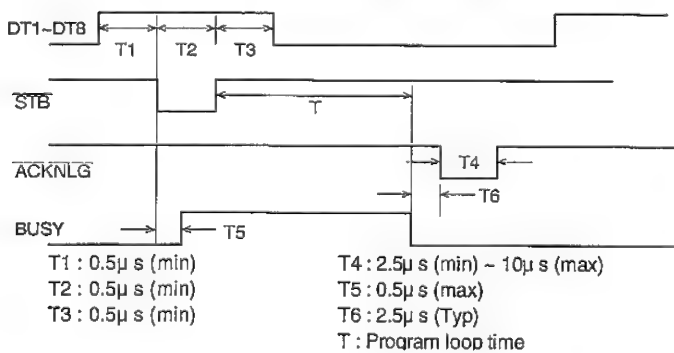 DT1~DT8
T1 T2 T3
STB
T
ACKNLG
T4
T6
BUSY
T5
T1 : 0.5μ s (min)
T2 : 0.5μ s (min)
T3 : 0.5μ s (min)
T4 : 2.5μ s (min) ~ 10μ s (max)
T5 : 0.5μ s (max)
T6 : 2.5μ s (Typ)
T : Program loop time